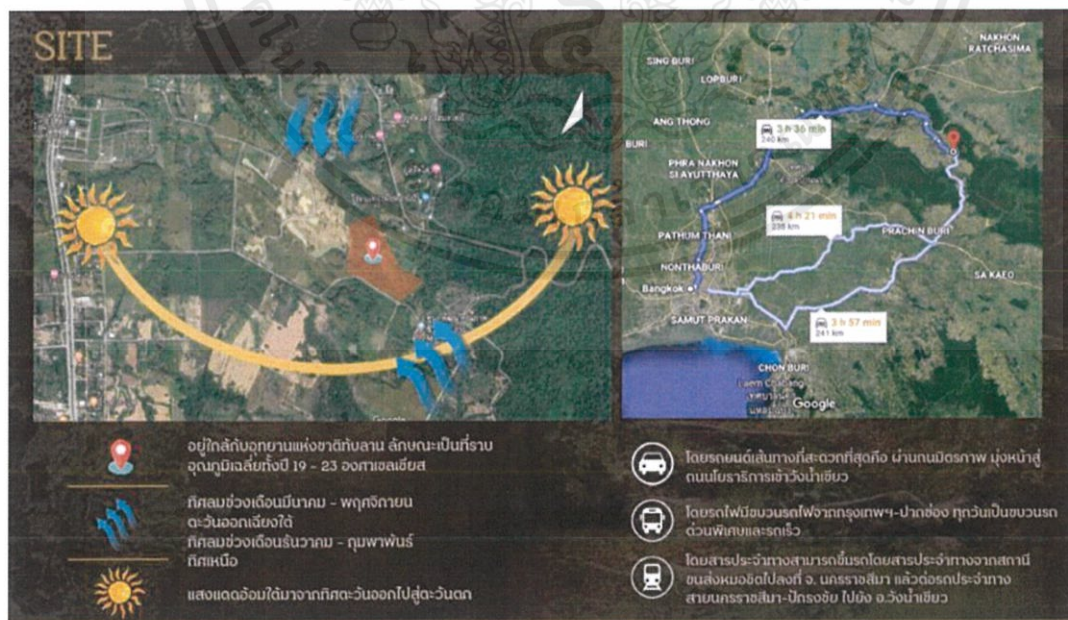 SITE
NAKHON
RATCHASIMA
SING BURI
LOPBURI
ANG THONG
BURI
3 h 36 min
240 km
PHRA NAKHON
SI AYUTTHAYA
4 h 21 min
238 km
PATHUM THANI
PRACHIN BURI
NONTHABURI
SA KAEO
Bangkok
SAMUT PRAKAN
3 h 57 min
241 km
CHON BURI
Laem Chabang
Google
Google
อยู่ใกล้กับอุทยานแห่งชาติทับลาน ลักษณะเป็นที่ราบ
อุณภูมิเฉลี่ยทั้งปี 19 - 23 องศาเซลเซียส
ทิศลมช่วงเดือนมีนาคม - พฤศจิกายน
ตะวันออกเฉียงใต้
ทิศลมช่วงเดือนธันวาคม - กุมพาพันธ์
ทิศเหนือ
แสงแดดอ้อมใต้มาจากทิศตะวันออกไปสู่ตะวันตก
โดยรถยนต์เส้นทางที่สะดวกที่สุดคือ ผ่านถนนมิตรภาพ มุ่งหน้าสู่
ถนนโยธาธิการเข้าวังน้ำเขียว
โดยรถไฟมีขบวนรถไฟจากกรุงเทพฯ-ปากช่อง ทุกวันเป็นขบวนรถ
ด่วนพิเศษและรถเร็ว
โดยสารประจำทางสามารถขึ้นรถโดยสารประจำทางจากสถานี
ขนส่งหมอชิตไปลงที่ จ. นครราชสีมา แล้วต่อรถประจำทาง
สายนครราชสีมา-ปักธงชัย ไปยัง อ.วังน้ำเขียว